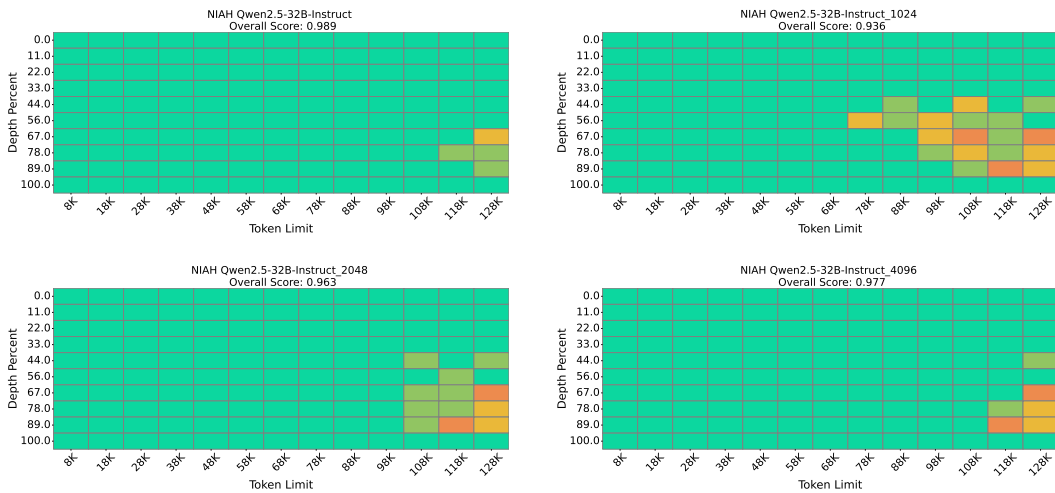 NIAH Qwen2.5-32B-Instruct
Overall Score: 0.989
Depth Percent
0.0
11.0
22.0
33.0
44.0
56.0
67.0
78.0
89.0
100.0
8K 18K 28K 38K 48K 58K 68K 78K 88K 98K 108K 118K 128K
Token Limit
NIAH Qwen2.5-32B-Instruct_1024
Overall Score: 0.936
Depth Percent
0.0
11.0
22.0
33.0
44.0
56.0
67.0
78.0
89.0
100.0
8K 18K 28K 38K 48K 58K 68K 78K 88K 98K 108K 118K 128K
Token Limit
NIAH Qwen2.5-32B-Instruct_2048
Overall Score: 0.963
Depth Percent
0.0
11.0
22.0
33.0
44.0
56.0
67.0
78.0
89.0
100.0
8K 18K 28K 38K 48K 58K 68K 78K 88K 98K 108K 118K 128K
Token Limit
NIAH Qwen2.5-32B-Instruct_4096
Overall Score: 0.977
Depth Percent
0.0
11.0
22.0
33.0
44.0
56.0
67.0
78.0
89.0
100.0
8K 18K 28K 38K 48K 58K 68K 78K 88K 98K 108K 118K 128K
Token Limit